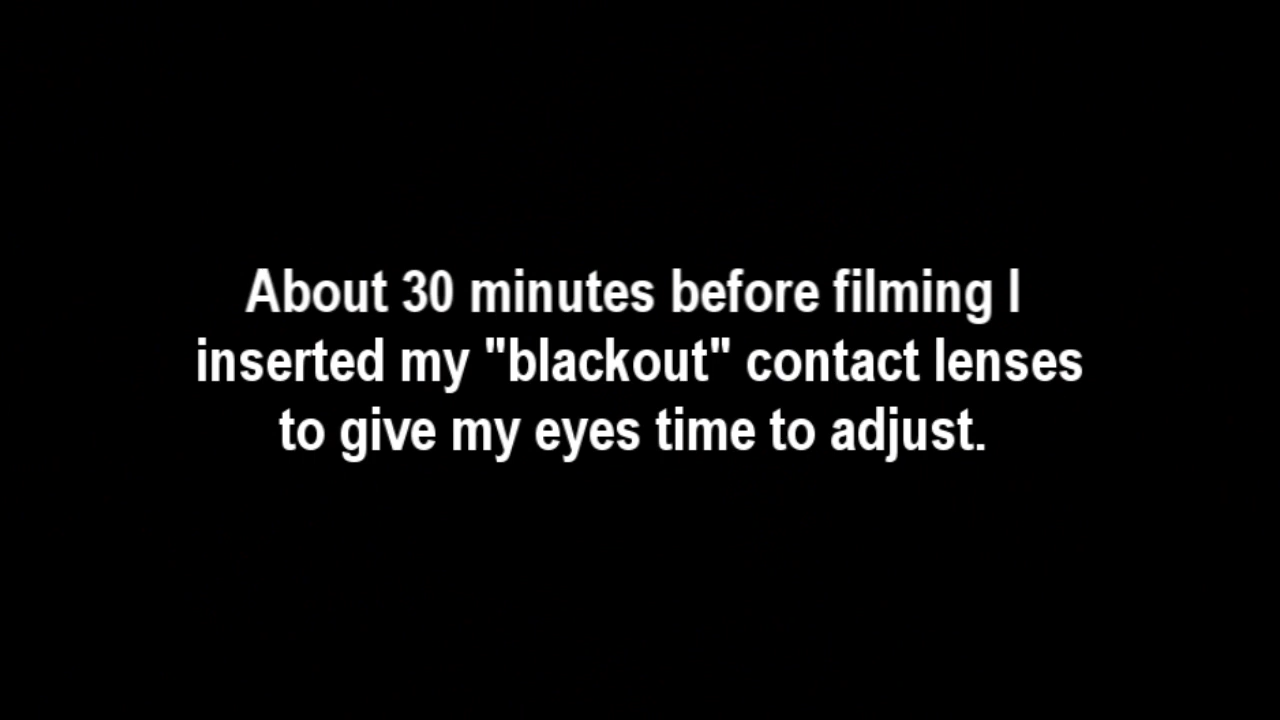 About 30 minutes before filming I
inserted my "blackout" contact lenses
to give my eyes time to adjust.